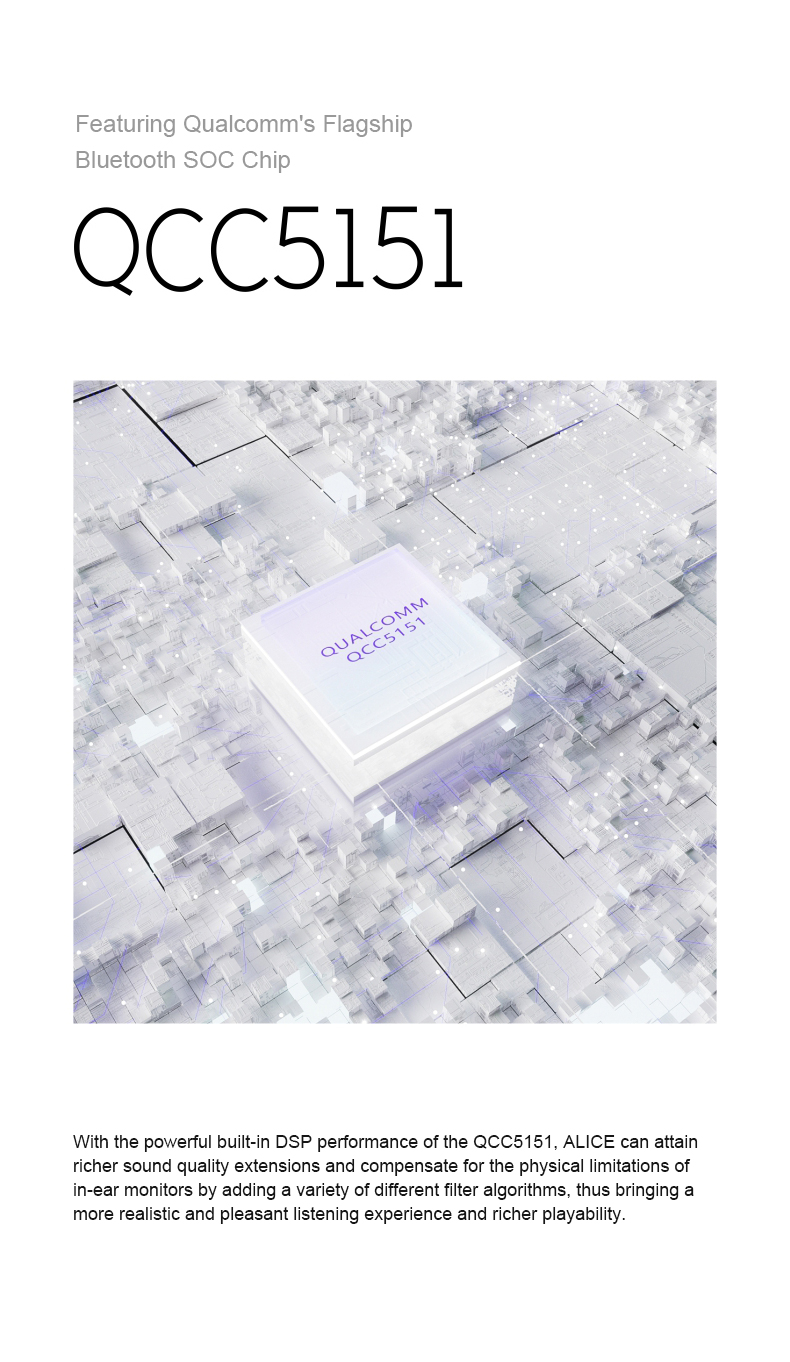 Featuring Qualcomm's Flagship
Bluetooth SOC Chip
QCC5151
QUALCOMM
QCC5151
With the powerful built-in DSP performance of the QCC5151, ALICE can attain
richer sound quality extensions and compensate for the physical limitations of
in-ear monitors by adding a variety of different filter algorithms, thus bringing a
more realistic and pleasant listening experience and richer playability.